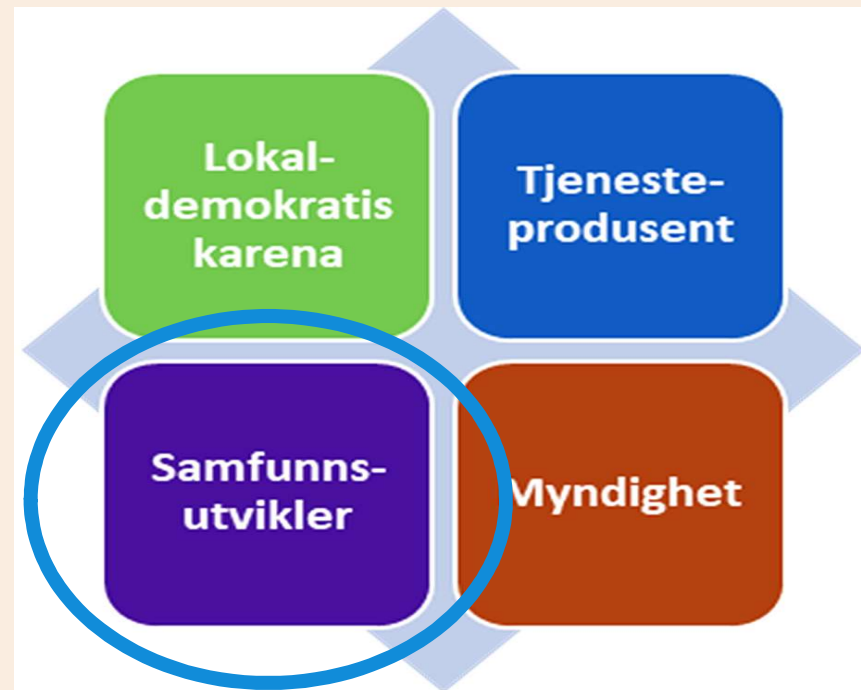 Lokal-
demokratis
karena
Tjeneste-
produsent
Samfunns-
utvikler
Myndighet